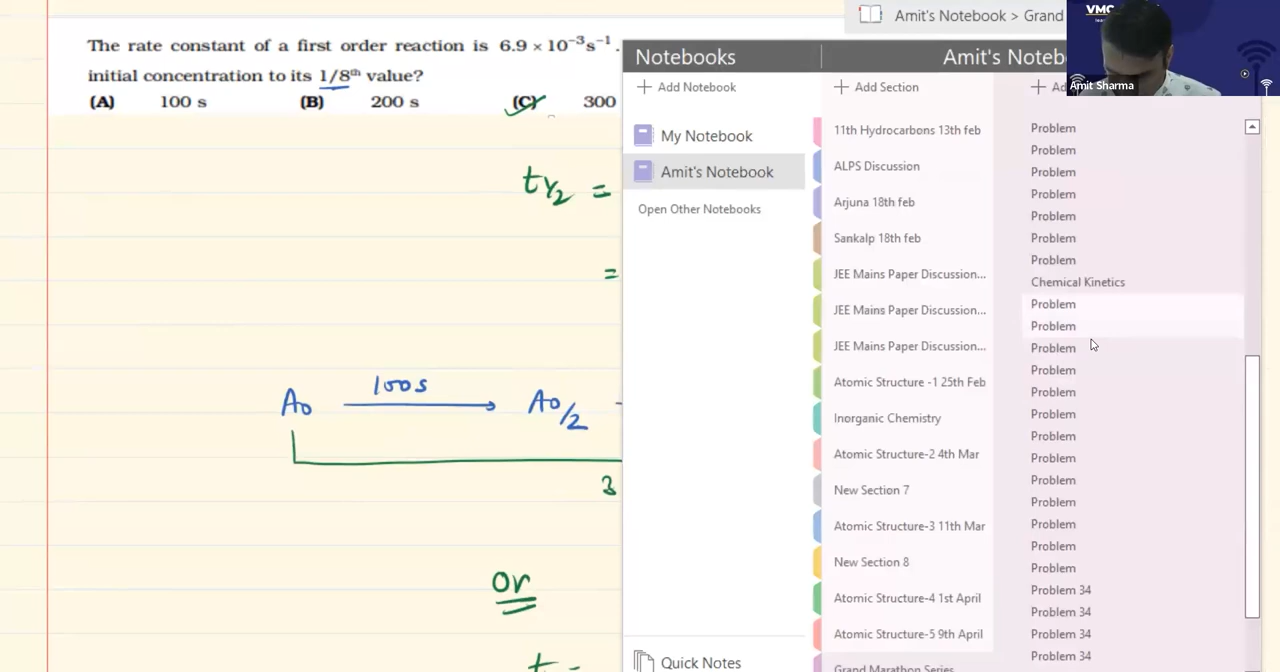 Amit's Notebook > Grand
VMC
Amit Sharma
The rate constant of a first order reaction is 6.9 × 10⁻³s⁻¹.
initial concentration to its 1/8ᵗʰ value?
(A) 100 s (B) 200 s (C) 300
t1/2 =
=
A₀ 100s A₀/2
3
or
t =
Notebooks
Amit's Noteb
+ Add Notebook
My Notebook
Amit's Notebook
Open Other Notebooks
Quick Notes
+ Add Section
11th Hydrocarbons 13th feb
ALPS Discussion
Arjuna 18th feb
Sankalp 18th feb
JEE Mains Paper Discussion...
JEE Mains Paper Discussion...
JEE Mains Paper Discussion...
Atomic Structure -1 25th Feb
Inorganic Chemistry
Atomic Structure-2 4th Mar
New Section 7
Atomic Structure-3 11th Mar
New Section 8
Atomic Structure-4 1st April
Atomic Structure-5 9th April
Grand Marathon Series
Problem
Problem
Problem
Problem
Problem
Problem
Problem
Chemical Kinetics
Problem
Problem
Problem
Problem
Problem
Problem
Problem
Problem
Problem
Problem
Problem
Problem
Problem
Problem 34
Problem 34
Problem 34
Problem 34